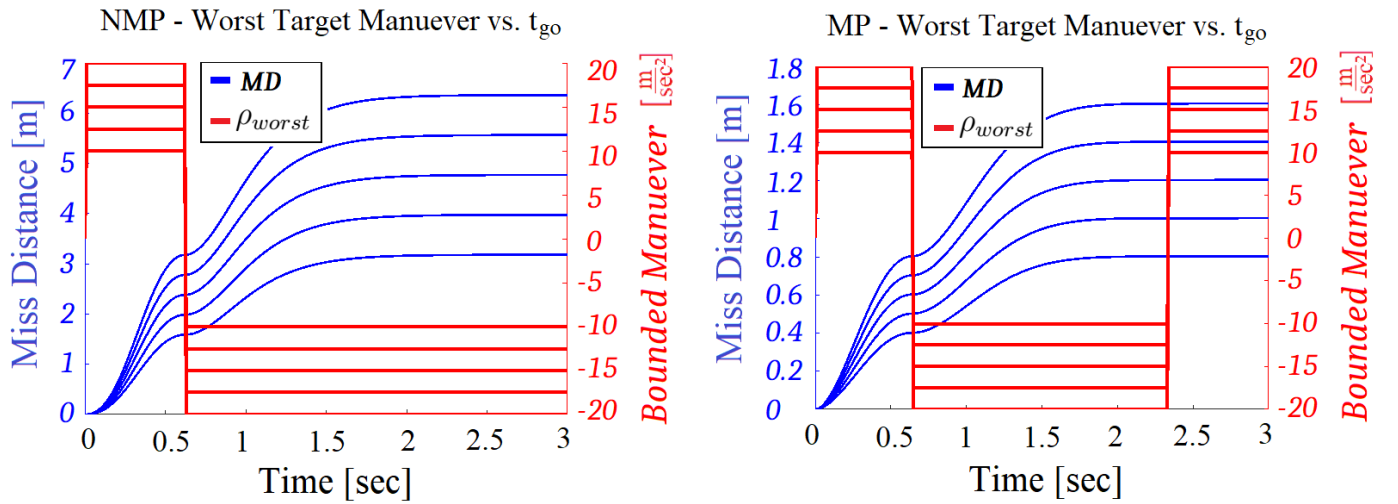 NMP - Worst Target Manuever vs. t_go
7
6
5
4
3
2
1
0
Miss Distance [m]
MD
ρ_worst
20
15
10
5
0
-5
-10
-15
-20
Bounded Manuever [m/sec²]
0 0.5 1 1.5 2 2.5 3
Time [sec]
MP - Worst Target Manuever vs. t_go
1.8
1.6
1.4
1.2
1
0.8
0.6
0.4
0.2
0
Miss Distance [m]
MD
ρ_worst
20
15
10
5
0
-5
-10
-15
-20
Bounded Manuever [m/sec²]
0 0.5 1 1.5 2 2.5 3
Time [sec]